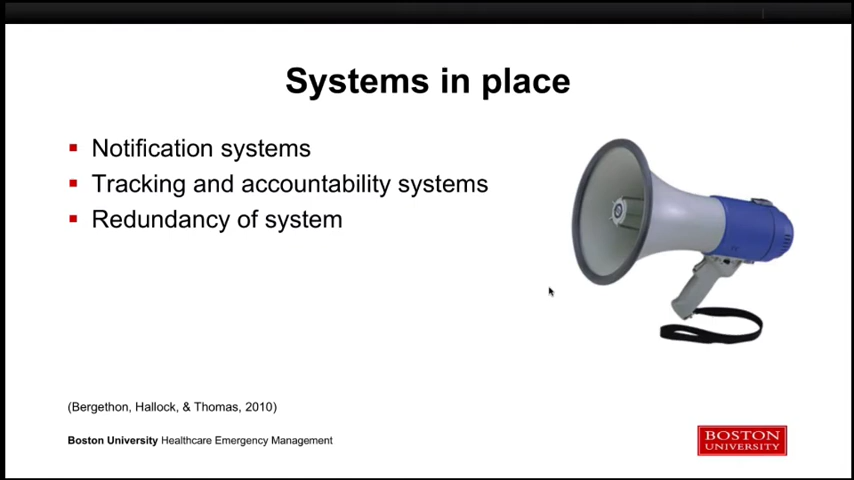 Systems in place
Notification systems
Tracking and accountability systems
Redundancy of system
(Bergethon, Hallock, & Thomas, 2010)
Boston University Healthcare Emergency Management
BOSTON
UNIVERSITY